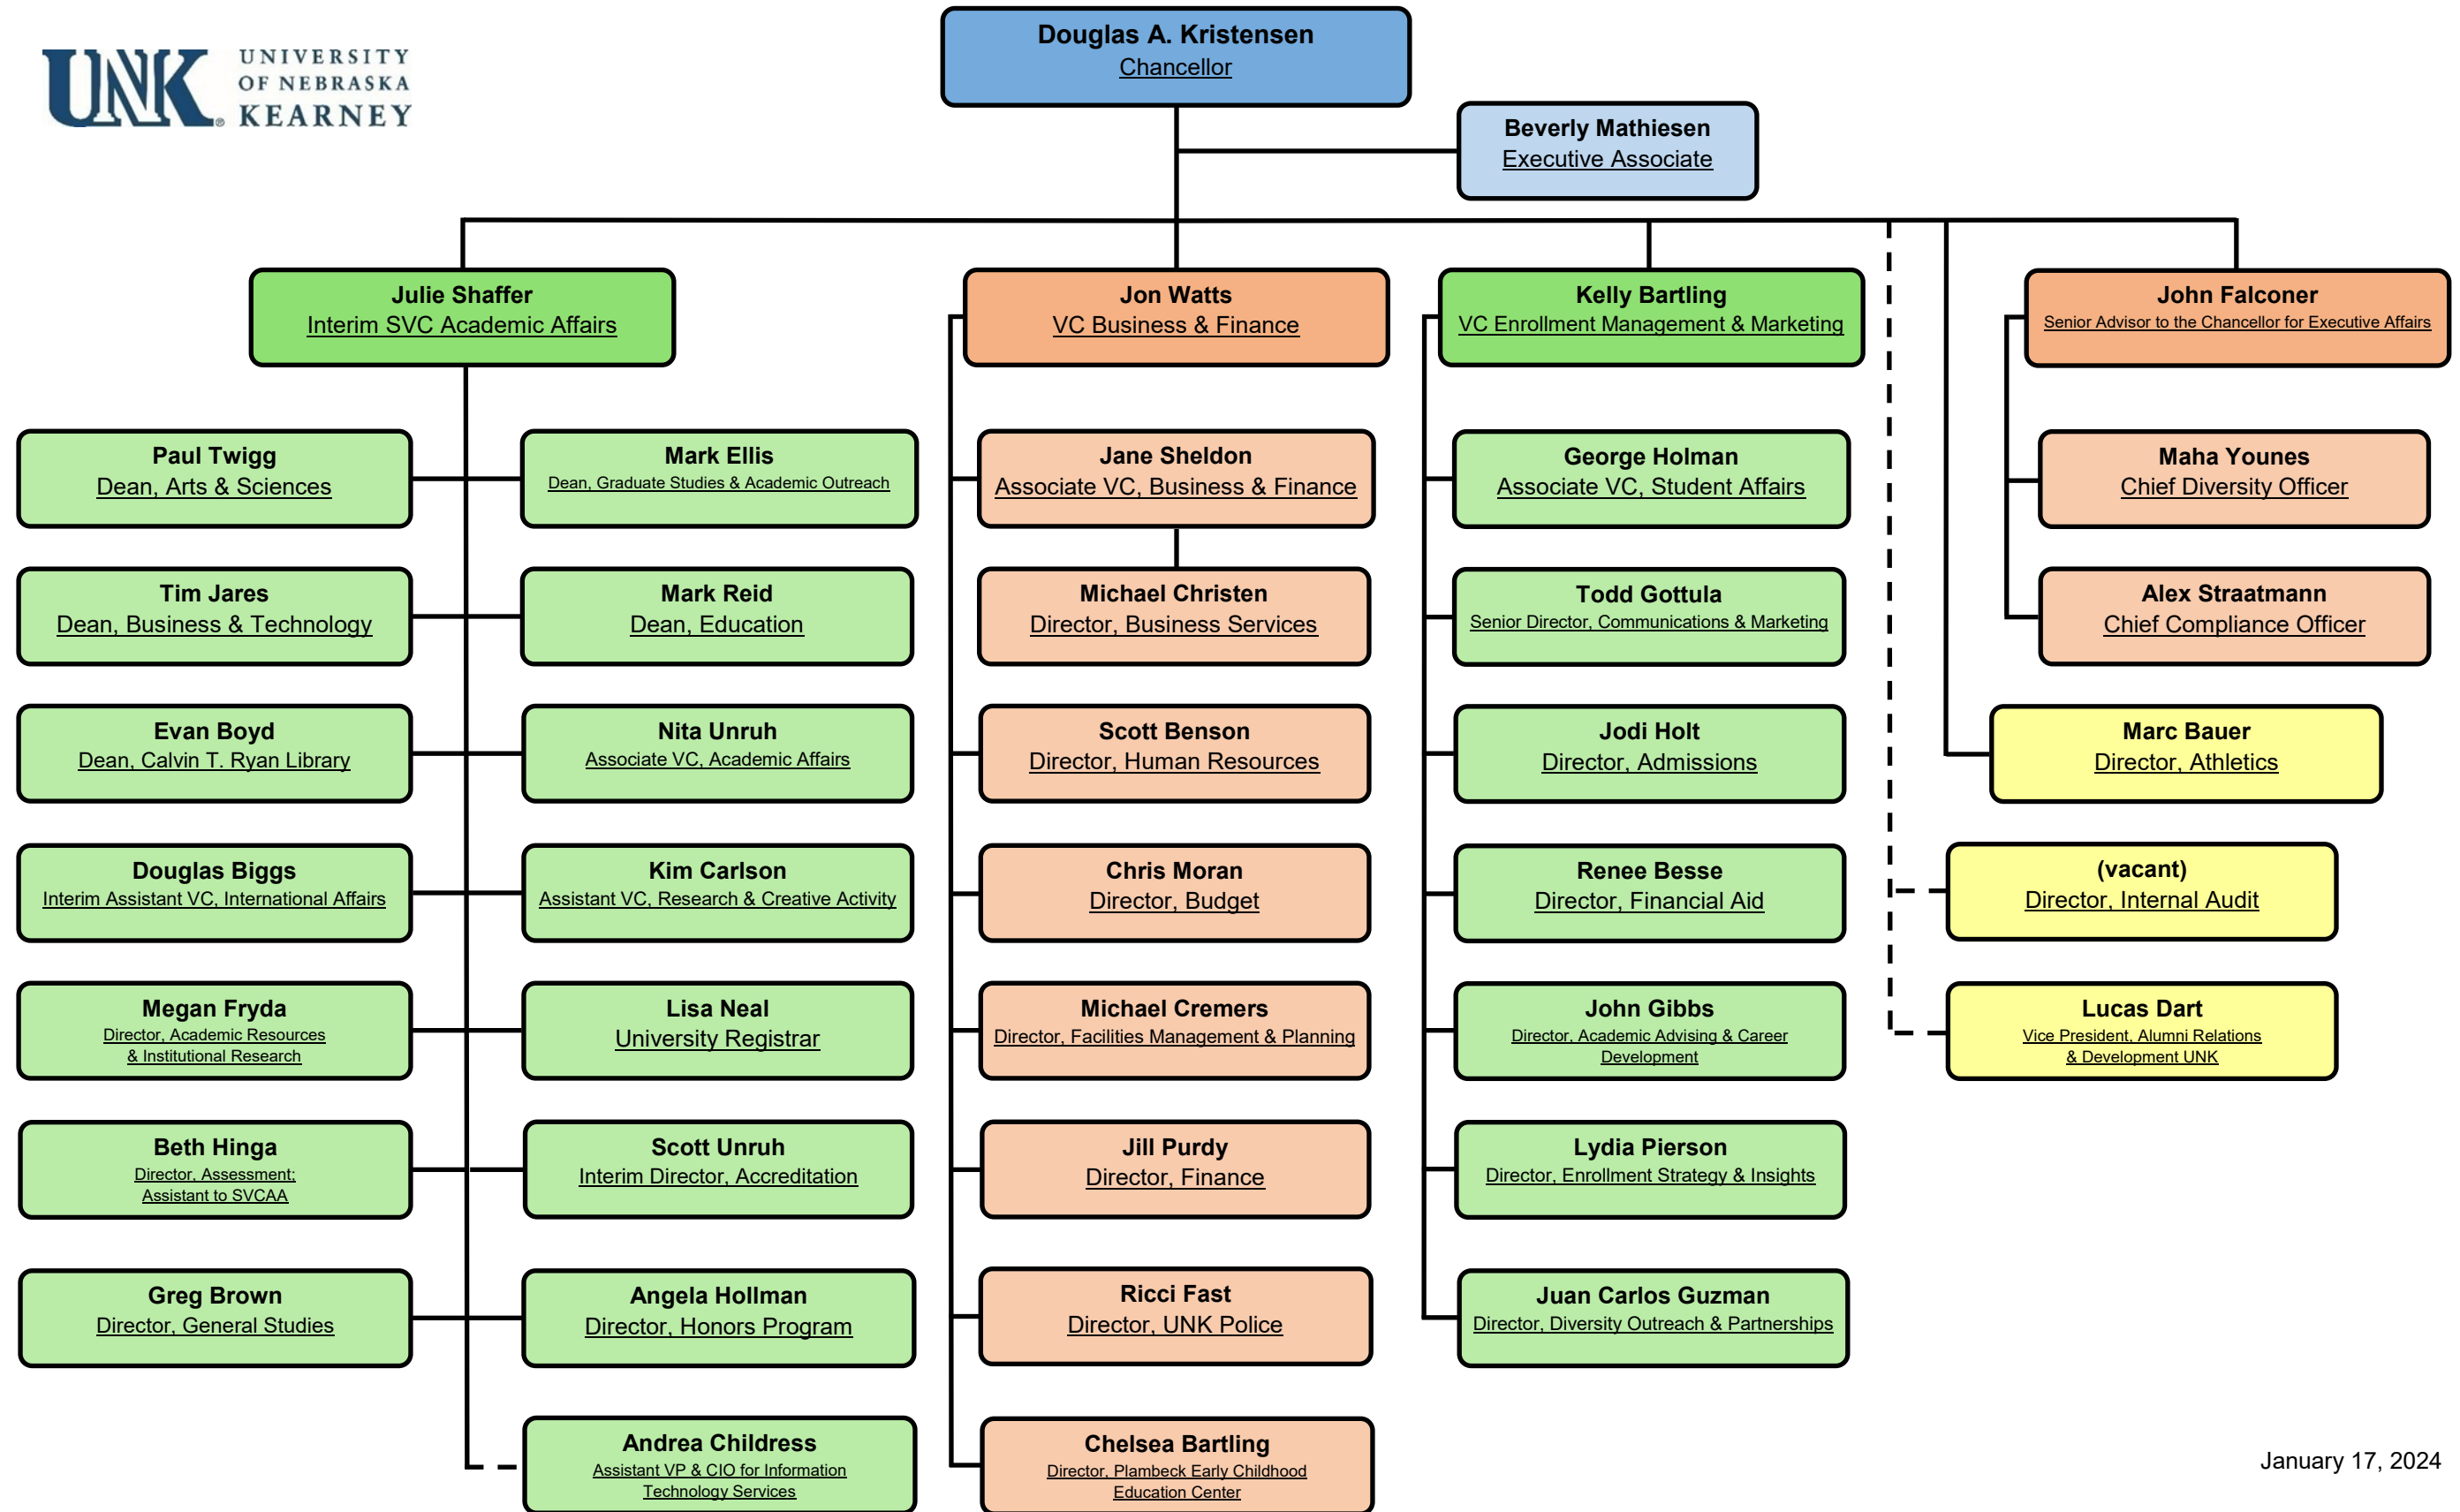 UNK
UNIVERSITY
OF NEBRASKA
KEARNEY
Douglas A. Kristensen
Chancellor
Beverly Mathiesen
Executive Associate
Julie Shaffer
Interim SVC Academic Affairs
Jon Watts
VC Business & Finance
Kelly Bartling
VC Enrollment Management & Marketing
John Falconer
Senior Advisor to the Chancellor for Executive Affairs
Paul Twigg
Dean, Arts & Sciences
Mark Ellis
Dean, Graduate Studies & Academic Outreach
Jane Sheldon
Associate VC, Business & Finance
George Holman
Associate VC, Student Affairs
Maha Younes
Chief Diversity Officer
Tim Jares
Dean, Business & Technology
Mark Reid
Dean, Education
Michael Christen
Director, Business Services
Todd Gottula
Senior Director, Communications & Marketing
Alex Straatmann
Chief Compliance Officer
Evan Boyd
Dean, Calvin T. Ryan Library
Nita Unruh
Associate VC, Academic Affairs
Scott Benson
Director, Human Resources
Jodi Holt
Director, Admissions
Marc Bauer
Director, Athletics
Douglas Biggs
Interim Assistant VC, International Affairs
Kim Carlson
Assistant VC, Research & Creative Activity
Chris Moran
Director, Budget
Renee Besse
Director, Financial Aid
(vacant)
Director, Internal Audit
Megan Fryda
Director, Academic Resources
& Institutional Research
Lisa Neal
University Registrar
Michael Cremers
Director, Facilities Management & Planning
John Gibbs
Director, Academic Advising & Career
Development
Lucas Dart
Vice President, Alumni Relations
& Development UNK
Beth Hinga
Director, Assessment;
Assistant to SVCAA
Scott Unruh
Interim Director, Accreditation
Jill Purdy
Director, Finance
Lydia Pierson
Director, Enrollment Strategy & Insights
Greg Brown
Director, General Studies
Angela Hollman
Director, Honors Program
Ricci Fast
Director, UNK Police
Juan Carlos Guzman
Director, Diversity Outreach & Partnerships
Andrea Childress
Assistant VP & CIO for Information
Technology Services
Chelsea Bartling
Director, Plambeck Early Childhood
Education Center
January 17, 2024